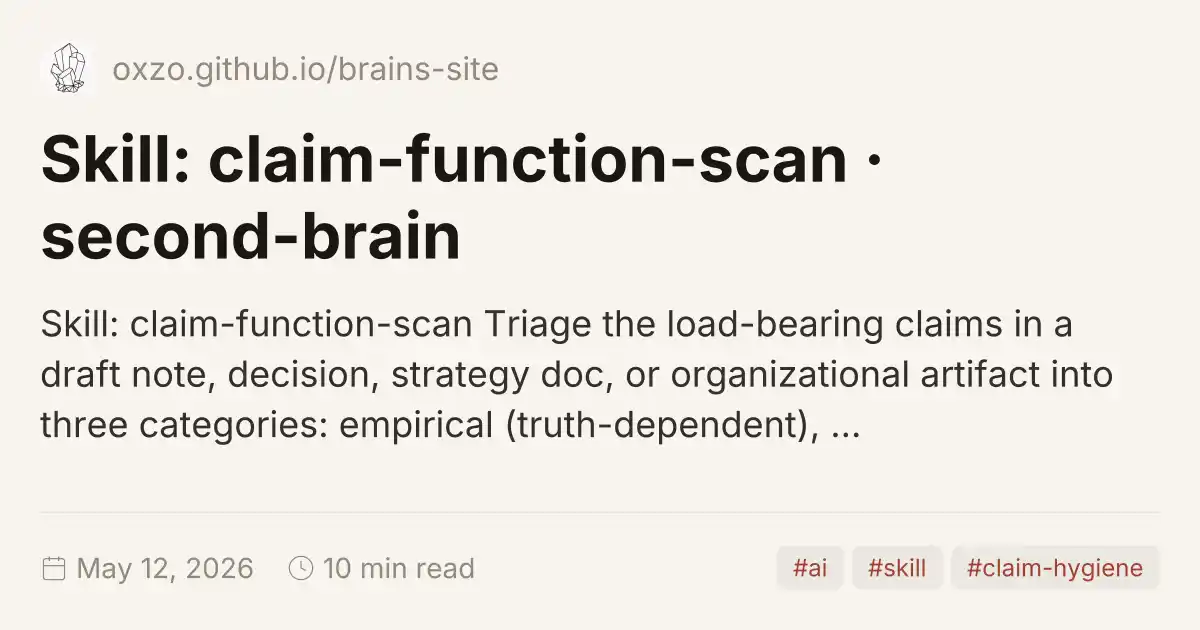 oxzo.github.io/brains-site
Skill: claim-function-scan ·
second-brain
Skill: claim-function-scan Triage the load-bearing claims in a
draft note, decision, strategy doc, or organizational artifact into
three categories: empirical (truth-dependent), ...
May 12, 2026
10 min read
#ai
#skill
#claim-hygiene